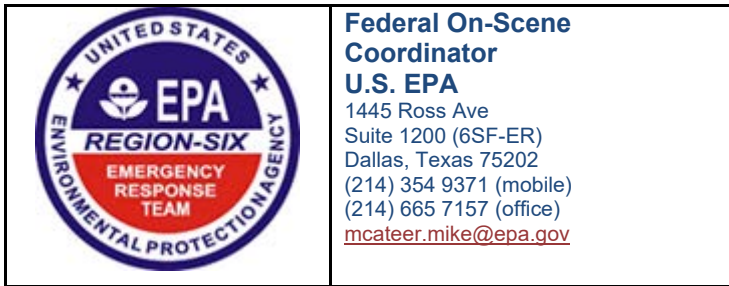 UNITED STATES
ENVIRONMENTAL PROTECTION AGENCY
EPA
REGION-SIX
EMERGENCY
RESPONSE
TEAM
Federal On-Scene
Coordinator
U.S. EPA
1445 Ross Ave
Suite 1200 (6SF-ER)
Dallas, Texas 75202
(214) 354 9371 (mobile)
(214) 665 7157 (office)
mcateer.mike@epa.gov